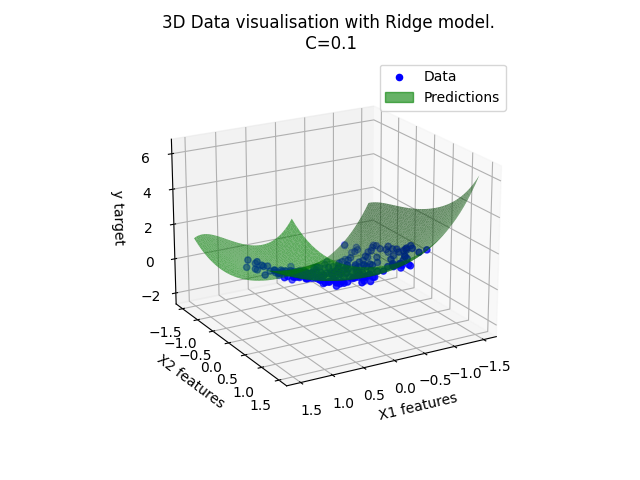 3D Data visualisation with Ridge model.
C=0.1
Data
Predictions
6
4
2
0
−2
y target
−1.5
−1.0
−0.5
0.0
0.5
1.0
1.5
X2 features
1.5
1.0
0.5
0.0
−0.5
−1.0
−1.5
X1 features